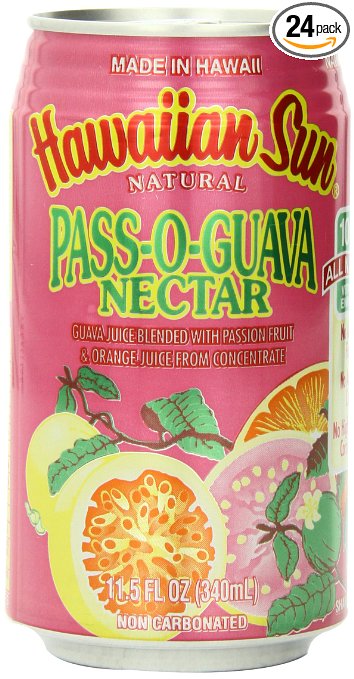 24 pack
MADE IN HAWAII
Hawaiian Sun®
NATURAL
PASS-O-GUAVA
NECTAR
GUAVA JUICE BLENDED WITH PASSION FRUIT
& ORANGE JUICE FROM CONCENTRATE
11.5 FL OZ (340mL)
NON CARBONATED